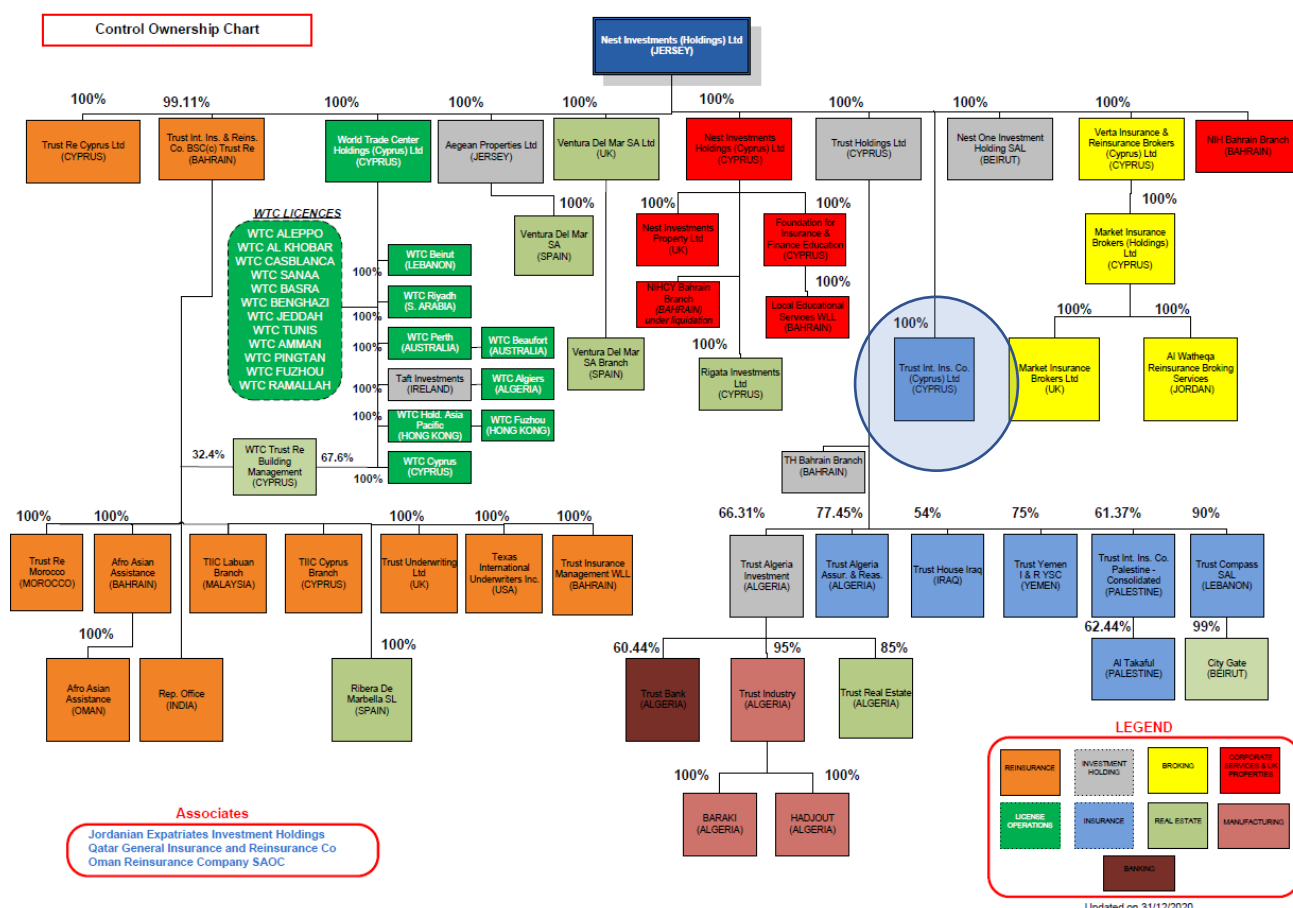 Control Ownership Chart
Nest Investments (Holdings) Ltd
(JERSEY)
100%
99.11%
100%
100%
100%
100%
100%
100%
100%
Trust Re Cyprus Ltd
(CYPRUS)
Trust Int. Ins. & Reins.
Co. BSC(c) Trust Re
(BAHRAIN)
World Trade Center
Holdings (Cyprus) Ltd
(CYPRUS)
Aegean Properties Ltd
(JERSEY)
Ventura Del Mar SA Ltd
(UK)
Nest Investments
Holdings (Cyprus) Ltd
(CYPRUS)
Trust Holdings Ltd
(CYPRUS)
Nest One Investment
Holding SAL
(BEIRUT)
Verta Insurance &
Reinsurance Brokers
(Cyprus) Ltd
(CYPRUS)
NIH Bahrain Branch
(BAHRAIN)
WTC LICENCES
WTC ALEPPO
WTC AL KHOBAR
WTC CASBLANCA
WTC SANAA
WTC BASRA
WTC BENGHAZI
WTC JEDDAH
WTC TUNIS
WTC AMMAN
WTC PINGTAN
WTC FUZHOU
WTC RAMALLAH
100%
WTC Beirut
(LEBANON)
100%
WTC Riyadh
(S. ARABIA)
100%
WTC Perth
(AUSTRALIA)
WTC Beaufort
(AUSTRALIA)
100%
Taft Investments
(IRELAND)
WTC Algiers
(ALGERIA)
100%
WTC Hold. Asia
Pacific
(HONG KONG)
WTC Fuzhou
(HONG KONG)
100%
WTC Cyprus
(CYPRUS)
32.4%
WTC Trust Re
Building
Management
(CYPRUS)
67.6%
100%
Ventura Del Mar
SA
(SPAIN)
Ventura Del Mar
SA Branch
(SPAIN)
100%
Nest Investments
Property Ltd
(UK)
100%
Foundation for
Insurance &
Finance Education
(CYPRUS)
NIHCY Bahrain
Branch
(BAHRAIN)
under liquidation
100%
Local Educational
Services WLL
(BAHRAIN)
100%
Rigata Investments
Ltd
(CYPRUS)
100%
Trust Int. Ins. Co.
(Cyprus) Ltd
(CYPRUS)
100%
Market Insurance
Brokers (Holdings)
Ltd
(CYPRUS)
100%
100%
Market Insurance
Brokers Ltd
(UK)
Al Watheqa
Reinsurance Broking
Services
(JORDAN)
TH Bahrain Branch
(BAHRAIN)
100%
100%
100%
100%
100%
Trust Re
Morocco
(MOROCCO)
Afro Asian
Assistance
(BAHRAIN)
TIIC Labuan
Branch
(MALAYSIA)
TIIC Cyprus
Branch
(CYPRUS)
Trust Underwriting
Ltd
(UK)
Texas
International
Underwriters Inc.
(USA)
Trust Insurance
Management WLL
(BAHRAIN)
100%
Afro Asian
Assistance
(OMAN)
Rep. Office
(INDIA)
100%
Ribera De
Marbella SL
(SPAIN)
66.31%
77.45%
54%
75%
61.37%
90%
Trust Algeria
Investment
(ALGERIA)
Trust Algeria
Assur. & Reas.
(ALGERIA)
Trust House Iraq
(IRAQ)
Trust Yemen
I & R YSC
(YEMEN)
Trust Int. Ins. Co.
Palestine -
Consolidated
(PALESTINE)
Trust Compass
SAL
(LEBANON)
60.44%
95%
85%
62.44%
99%
Trust Bank
(ALGERIA)
Trust Industry
(ALGERIA)
Trust Real Estate
(ALGERIA)
Al Takaful
(PALESTINE)
City Gate
(BEIRUT)
100%
100%
BARAKI
(ALGERIA)
HADJOUT
(ALGERIA)
Associates
Jordanian Expatriates Investment Holdings
Qatar General Insurance and Reinsurance Co
Oman Reinsurance Company SAOC
LEGEND
REINSURANCE
INVESTMENT
HOLDING
BROKING
CORPORATE
SERVICES & UK
PROPERTIES
LICENSE
OPERATIONS
INSURANCE
REAL ESTATE
MANUFACTURING
BANKING
Updated on 31/12/2020